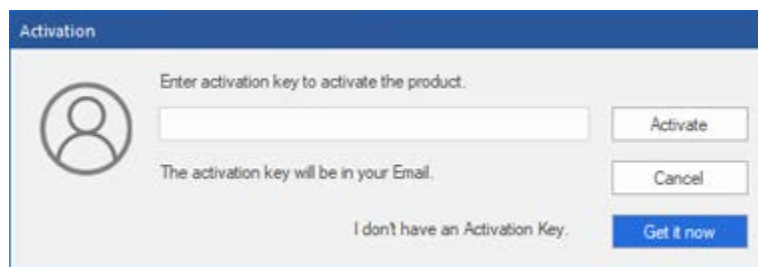 Activation
Enter activation key to activate the product.
Activate
The activation key will be in your Email.
Cancel
I don't have an Activation Key.
Get it now